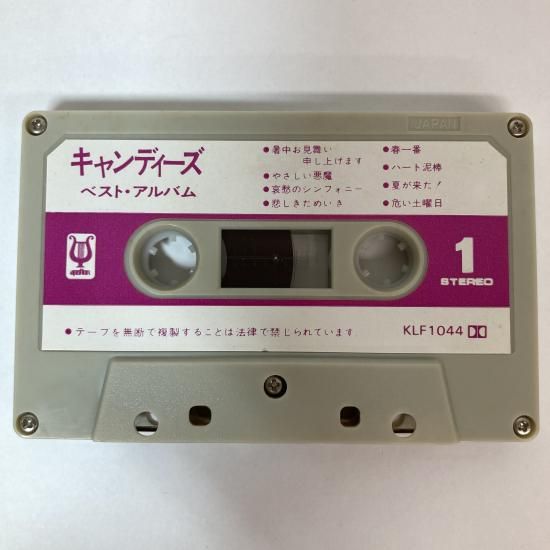 JAPAN
キャンディーズ
ベスト・アルバム
●暑中お見舞い
申し上げます
●やさしい悪魔
●哀愁のシンフォニー
●悲しきためいき
●春一番
●ハート泥棒
●夏が来た!
●危い土曜日
1
STEREO
●テープを無断で複製することは法律で禁じられています.
KLF1044